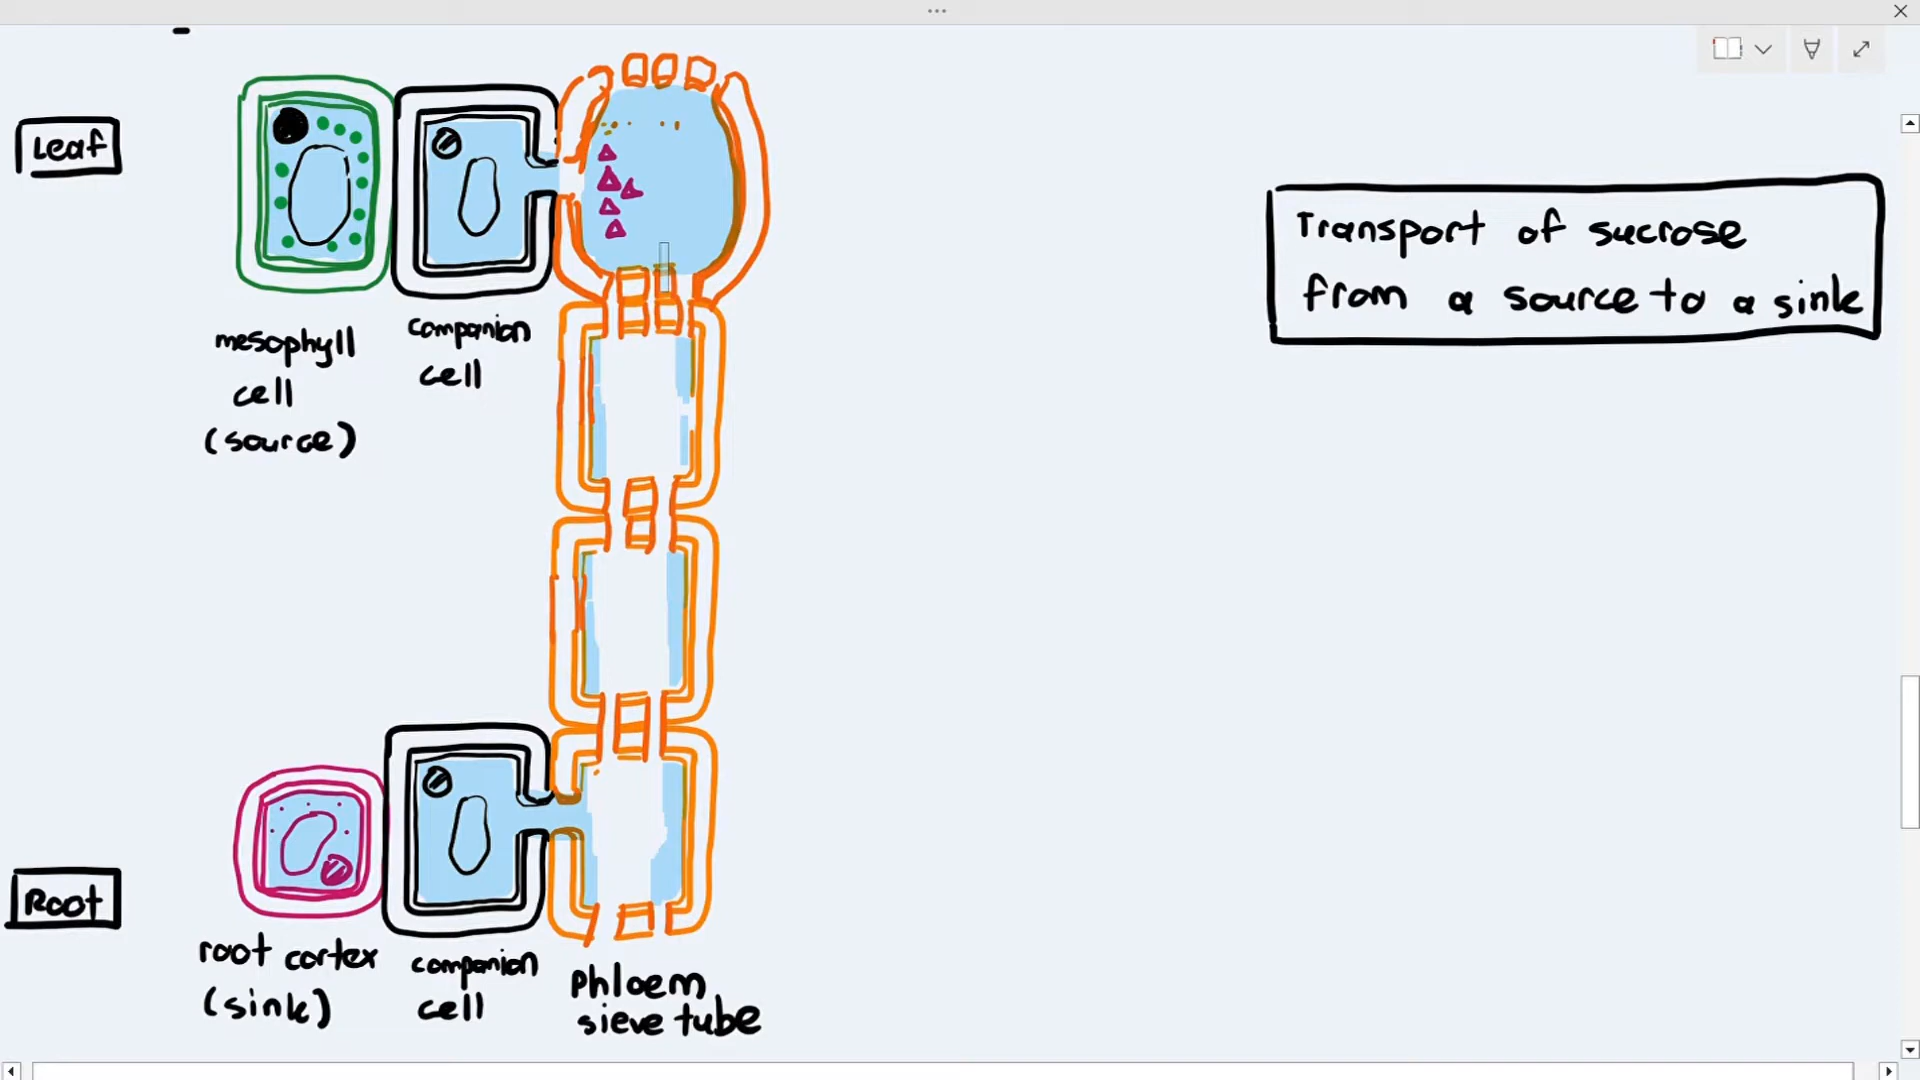 Leaf
Transport of sucrose
from a source to a sink
mesophyll
cell
(source)
companion
cell
Root
root cortex
(sink)
companion
cell
Phloem
sieve tube